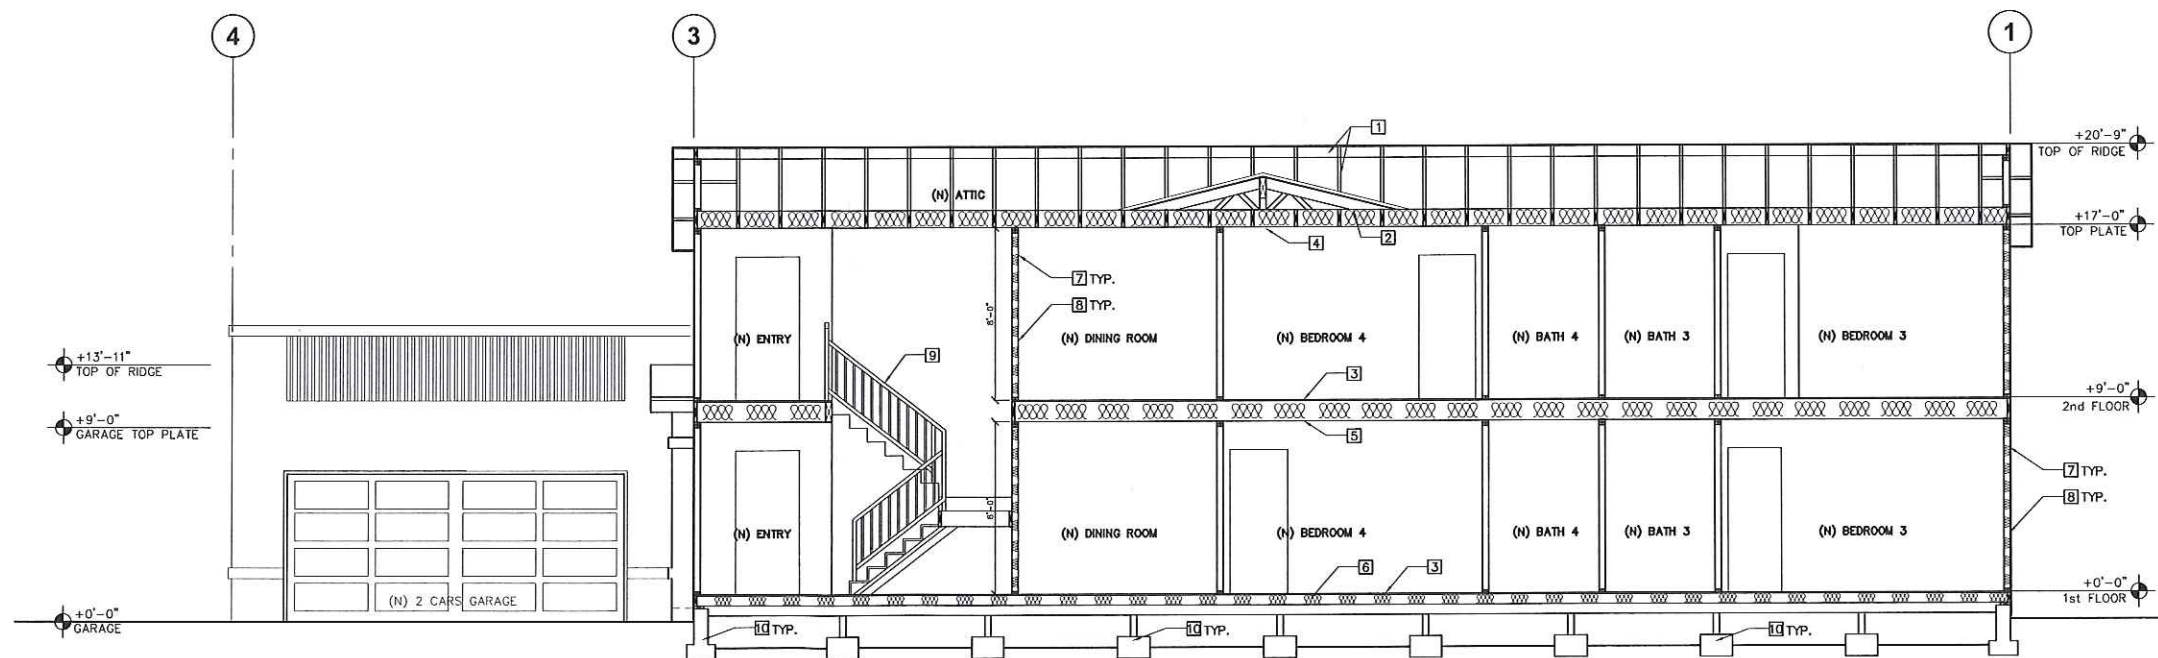 4
3
1
1
+20'-9"
TOP OF RIDGE
(N) ATTIC
2
4
+17'-0"
TOP PLATE
7 TYP.
8 TYP.
8'-0"
(N) ENTRY
(N) DINING ROOM
(N) BEDROOM 4
(N) BATH 4
(N) BATH 3
(N) BEDROOM 3
9
+13'-11"
TOP OF RIDGE
3
+9'-0"
2nd FLOOR
+9'-0"
GARAGE TOP PLATE
5
7 TYP.
8 TYP.
8'-0"
(N) ENTRY
(N) DINING ROOM
(N) BEDROOM 4
(N) BATH 4
(N) BATH 3
(N) BEDROOM 3
6
3
+0'-0"
1st FLOOR
(N) 2 CARS GARAGE
+0'-0"
GARAGE
10 TYP.
10 TYP.
10 TYP.